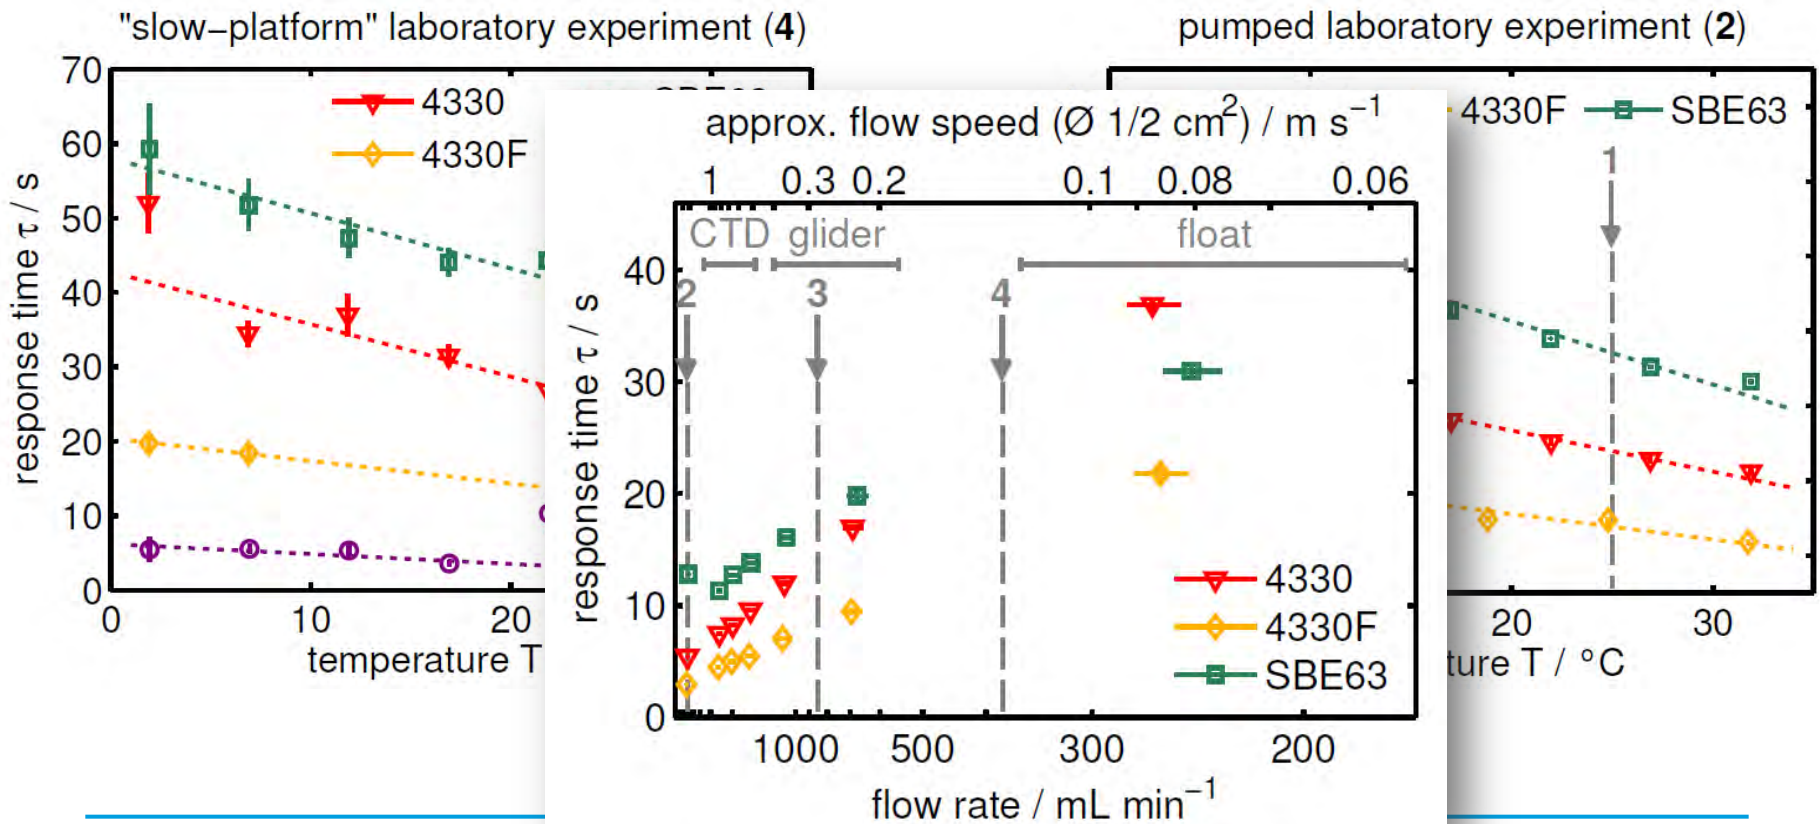 "slow−platform" laboratory experiment (4)
70
60
50
40
30
20
10
0
response time τ / s
4330
4330F
0
10
20
temperature T
approx. flow speed (Ø 1/2 cm²) / m s⁻¹
1
0.3
0.2
0.1
0.08
0.06
CTD
glider
float
2
3
4
40
30
20
10
0
response time τ / s
4330
4330F
SBE63
1000
500
300
200
flow rate / mL min⁻¹
pumped laboratory experiment (2)
4330F
SBE63
1
20
30
ture T / °C